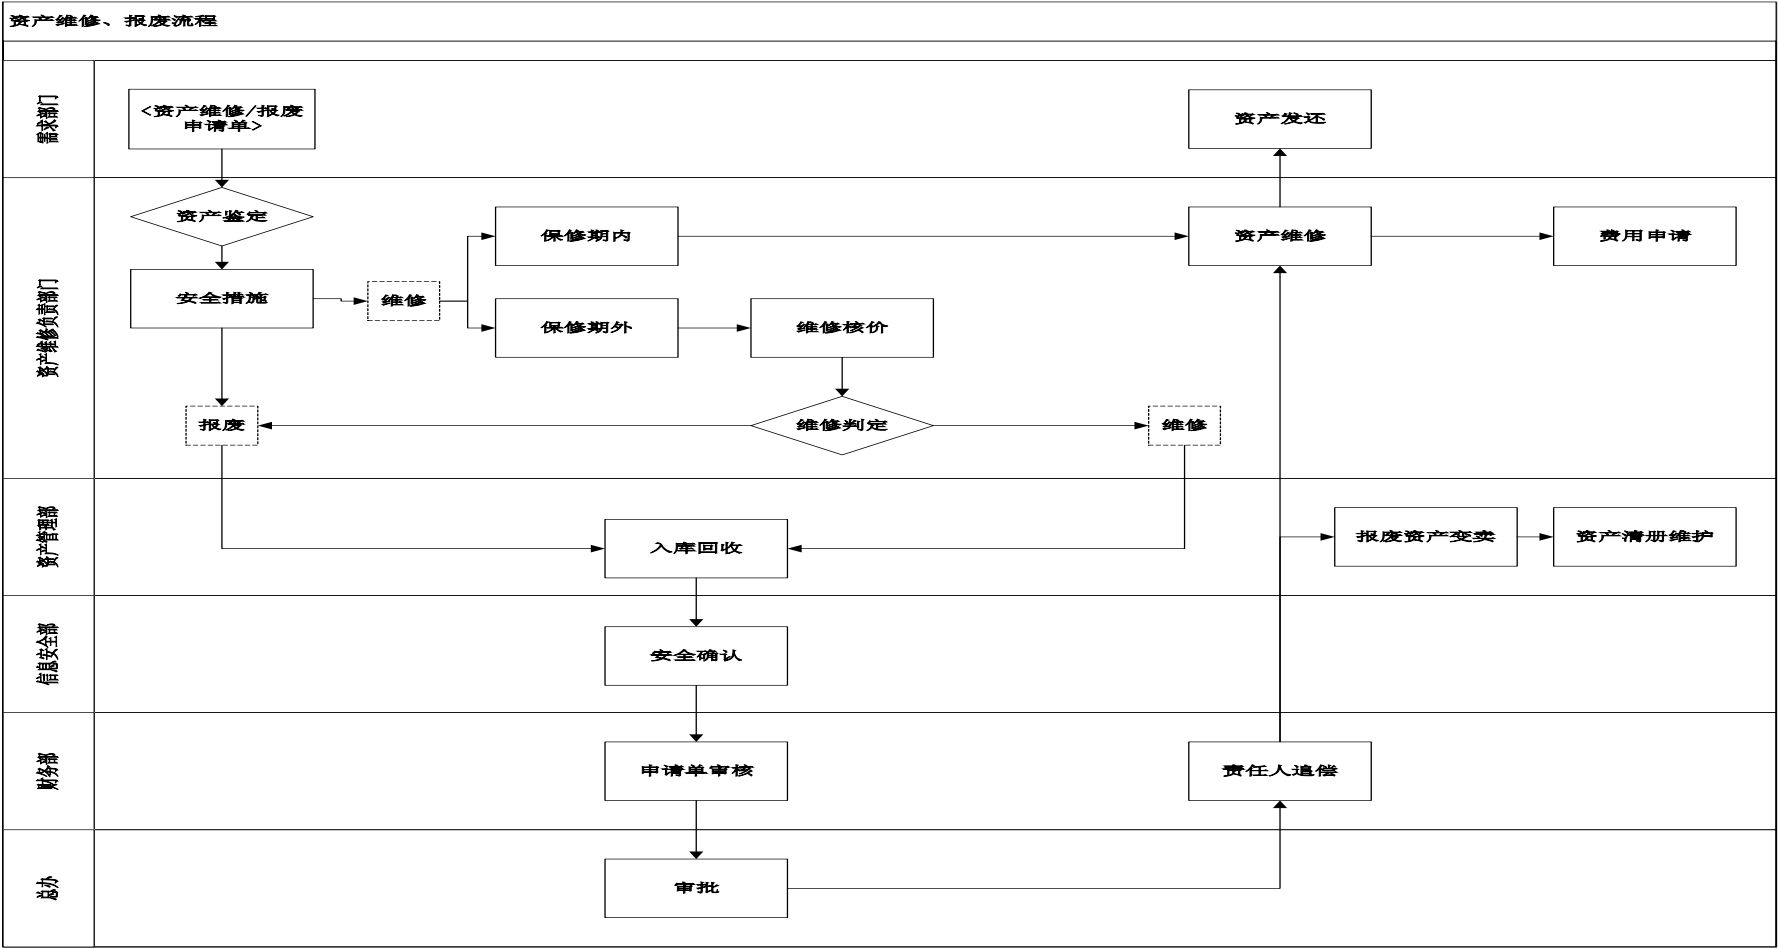 资产维修、报废流程
需求部门
<资产维修/报废
申请单>
资产发还
资产维修负责部门
资产鉴定
保修期内
资产维修
费用申请
安全措施
维修
保修期外
维修核价
报废
维修判定
维修
资产管理部
入库回收
报废资产变卖
资产清册维护
信息安全部
安全确认
财务部
申请单审核
责任人追偿
总办
审批